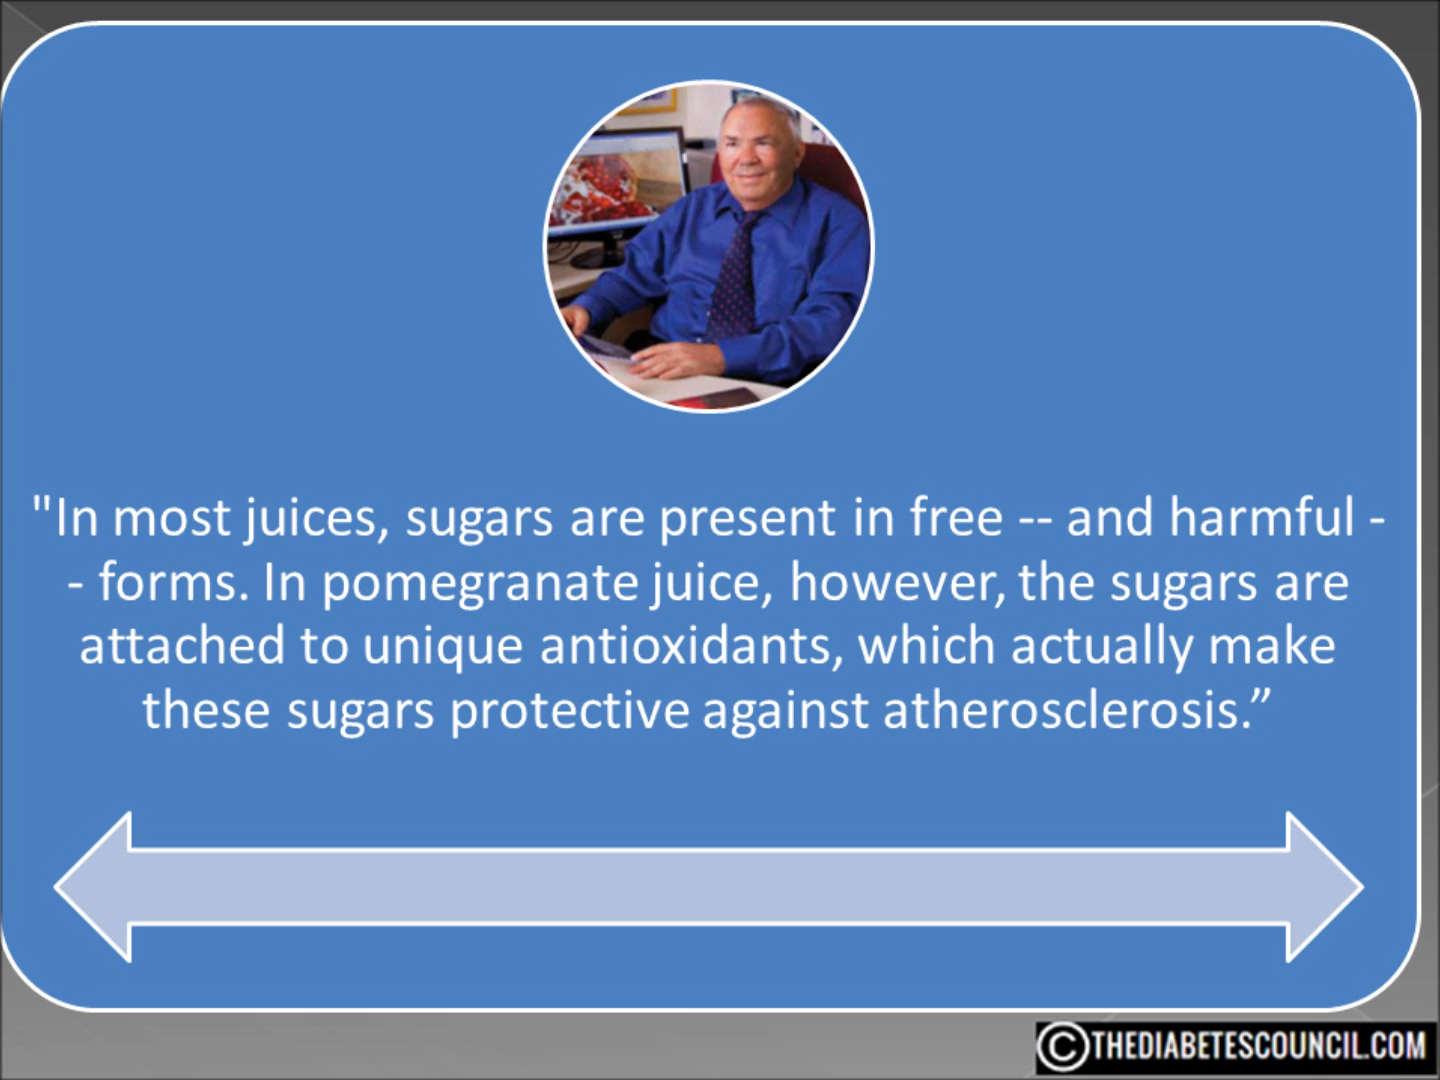 "In most juices, sugars are present in free -- and harmful -
- forms. In pomegranate juice, however, the sugars are
attached to unique antioxidants, which actually make
these sugars protective against atherosclerosis.”
©THEDIABETESCOUNCIL.COM